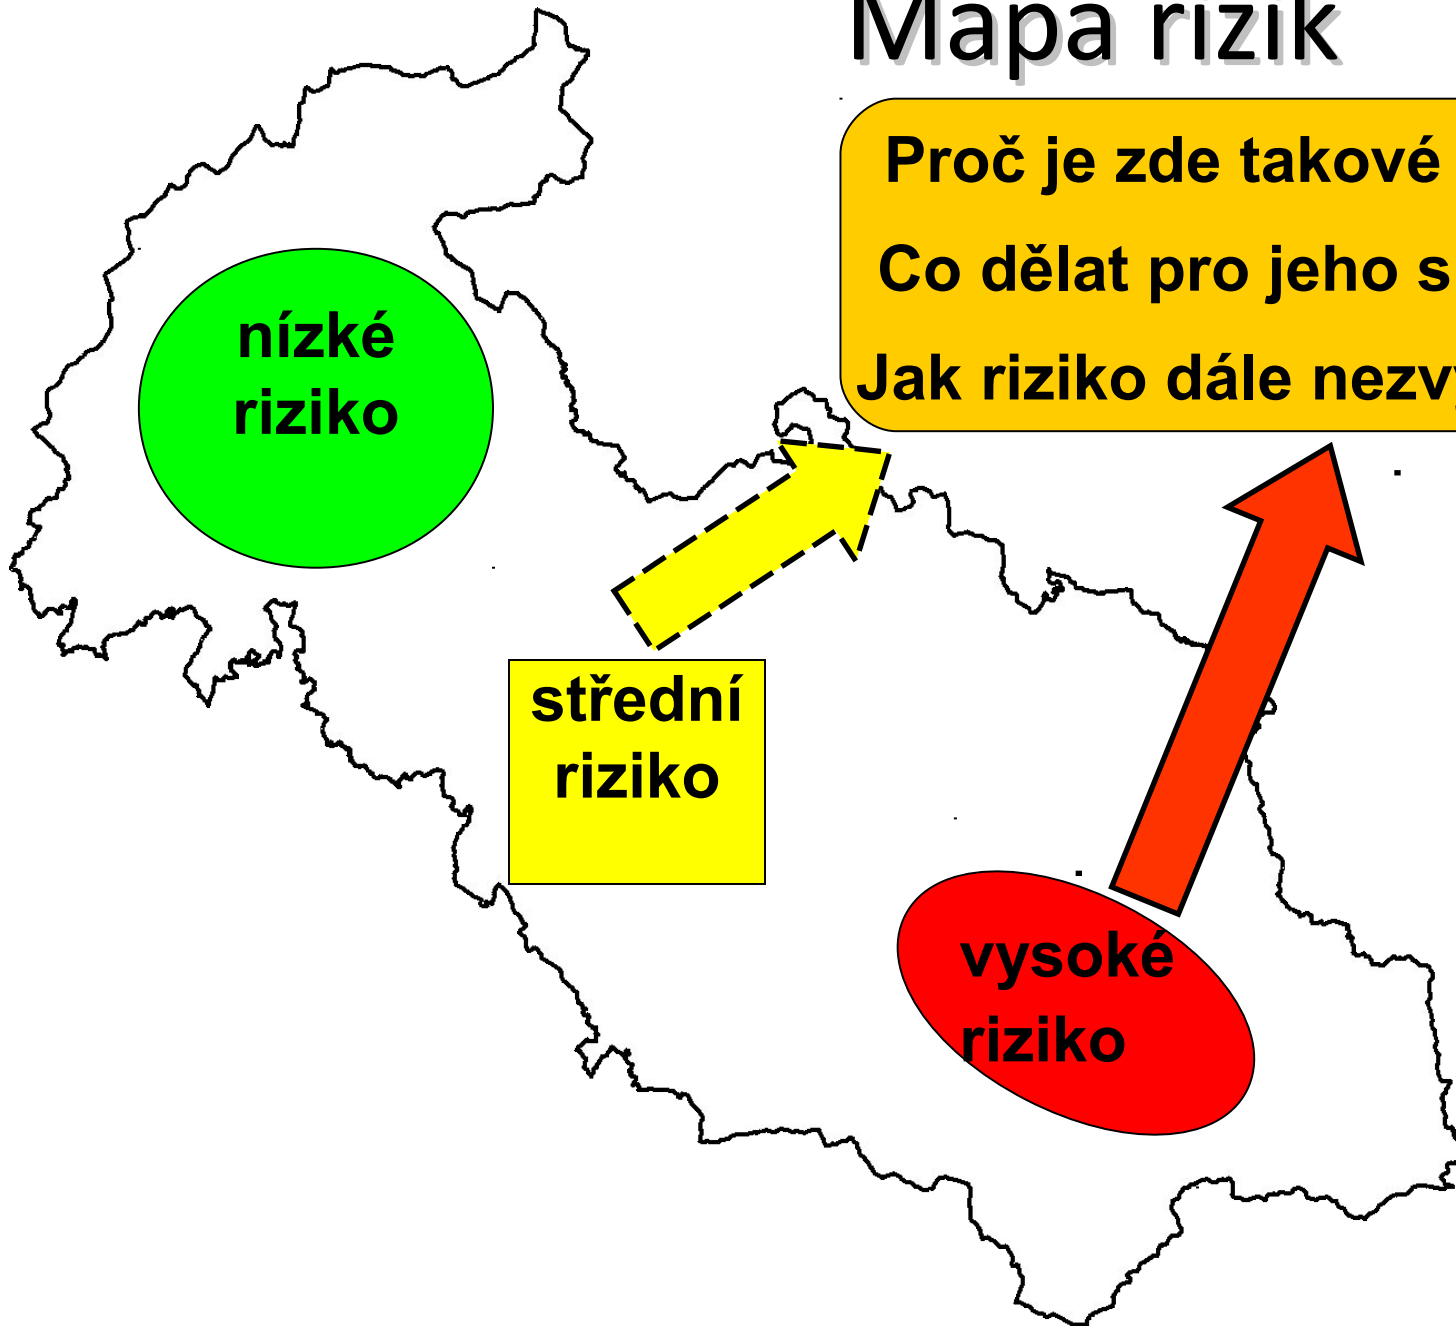 Mapa rizik
Proč je zde takové
Co dělat pro jeho s
Jak riziko dále nezv
nízké
riziko
střední
riziko
vysoké
riziko